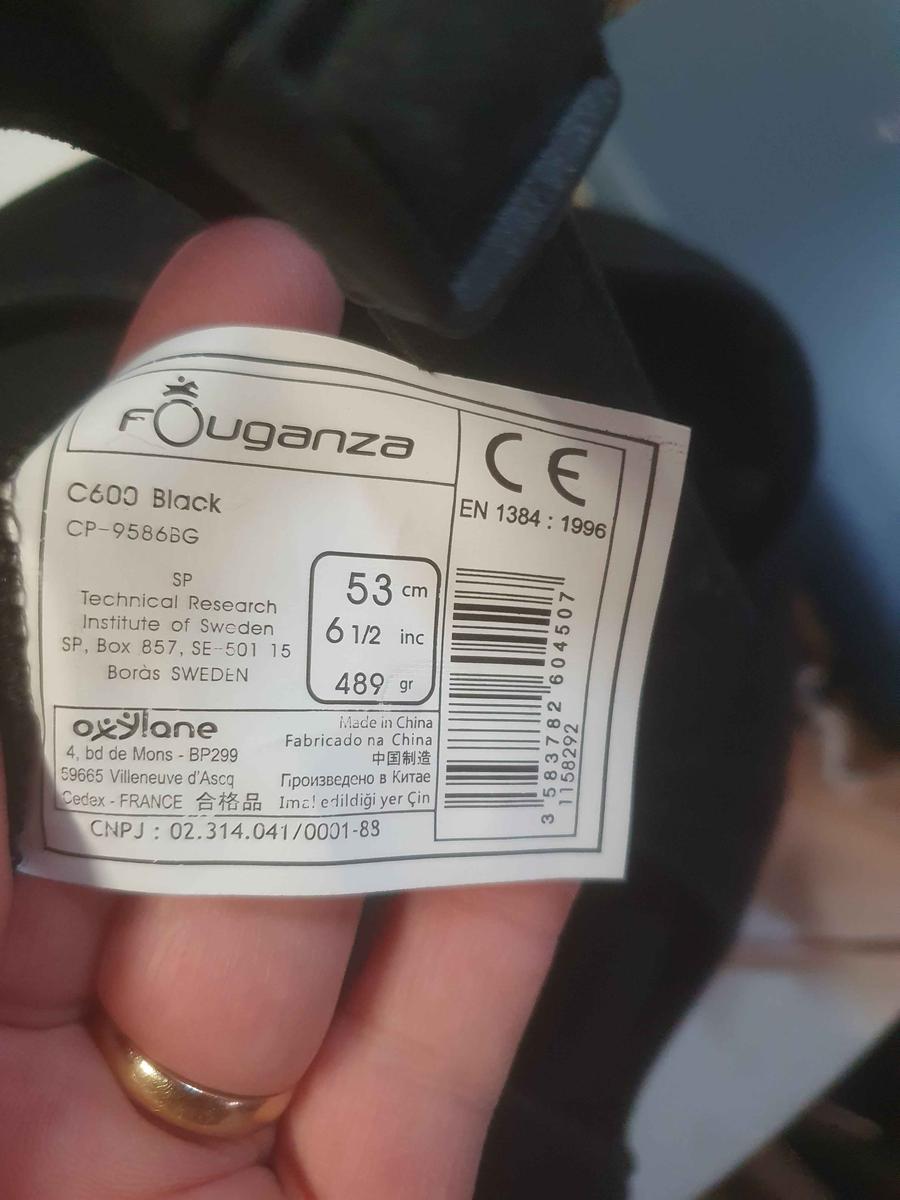 FOuganza
C600 Black
CP-9586BG
SP
Technical Research
Institute of Sweden
SP, Box 857, SE-501 15
Boràs SWEDEN
53 cm
6 1/2 inc
489 gr
oxylane
4, bd de Mons - BP299
59665 Villeneuve d'Ascq
Cedex - FRANCE 合格品
Made in China
Fabricado na China
中国制造
Произведено в Китае
Imal edildiği yer Çin
CNPJ : 02.314.041/0001-88
CE
EN 1384 : 1996
3 583782 604507
1158292